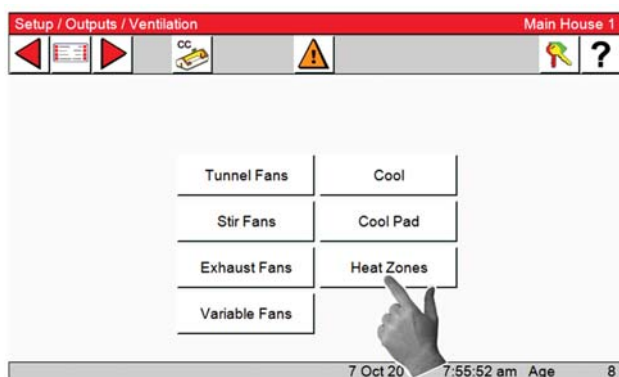 Setup / Outputs / Ventilation Main House 1
CC
?
Tunnel Fans Cool
Stir Fans Cool Pad
Exhaust Fans Heat Zones
Variable Fans
7 Oct 20 7:55:52 am Age 8